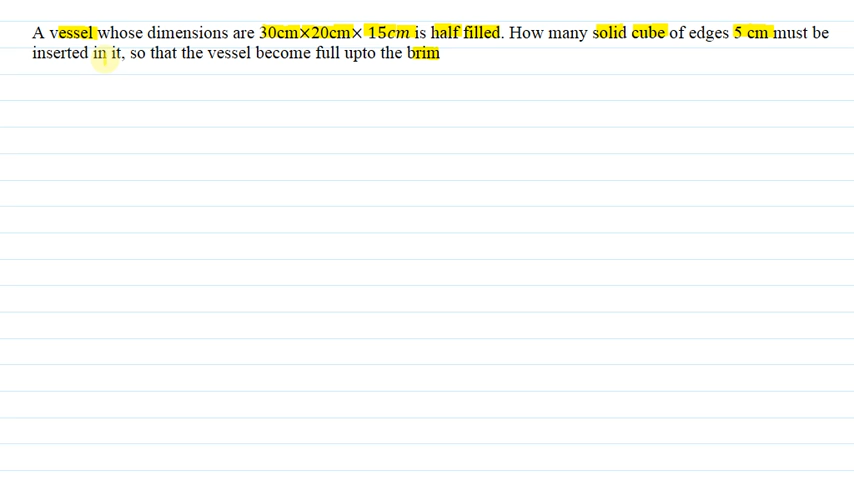 A vessel whose dimensions are 30cm×20cm× 15cm is half filled. How many solid cube of edges 5 cm must be
inserted in it, so that the vessel become full upto the brim